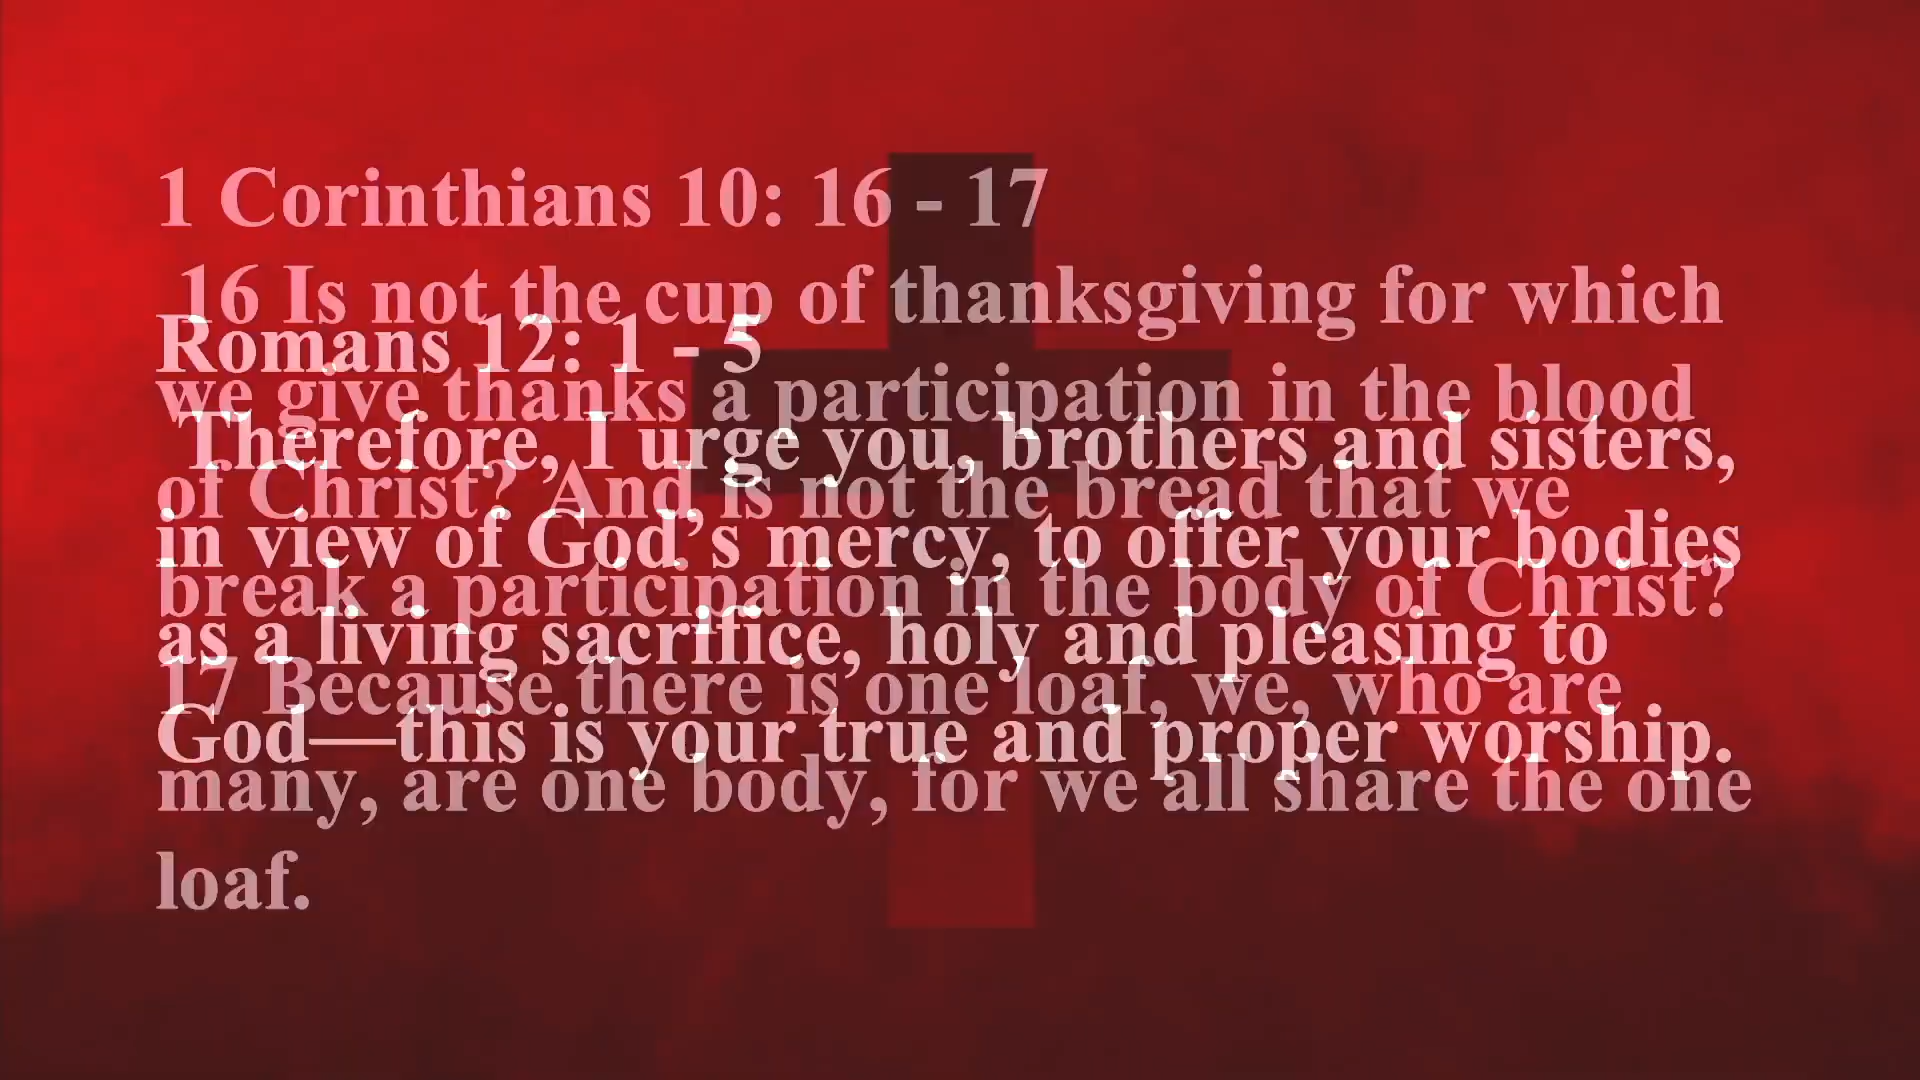 1 Corinthians 10: 16 - 17
16 Is not the cup of thanksgiving for which
we give thanks a participation in the blood
of Christ? And is not the bread that we
break a participation in the body of Christ?
17 Because there is one loaf, we, who are
many, are one body, for we all share the one
loaf.
Romans 12: 1 - 5
Therefore, I urge you, brothers and sisters,
in view of God’s mercy, to offer your bodies
as a living sacrifice, holy and pleasing to
God—this is your true and proper worship.